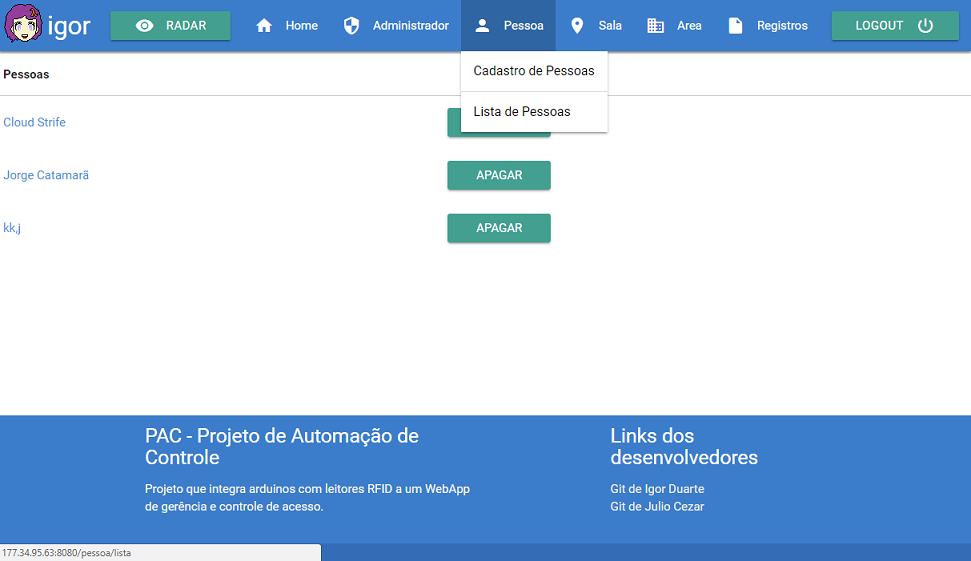 igor
RADAR
Home
Administrador
Pessoa
Sala
Area
Registros
LOGOUT
Cadastro de Pessoas
Lista de Pessoas
Pessoas
Cloud Strife
Jorge Catamarã
APAGAR
kk,j
APAGAR
PAC - Projeto de Automação de
Controle
Projeto que integra arduinos com leitores RFID a um WebApp
de gerência e controle de acesso.
Links dos
desenvolvedores
Git de Igor Duarte
Git de Julio Cezar
177.34.95.63:8080/pessoa/lista